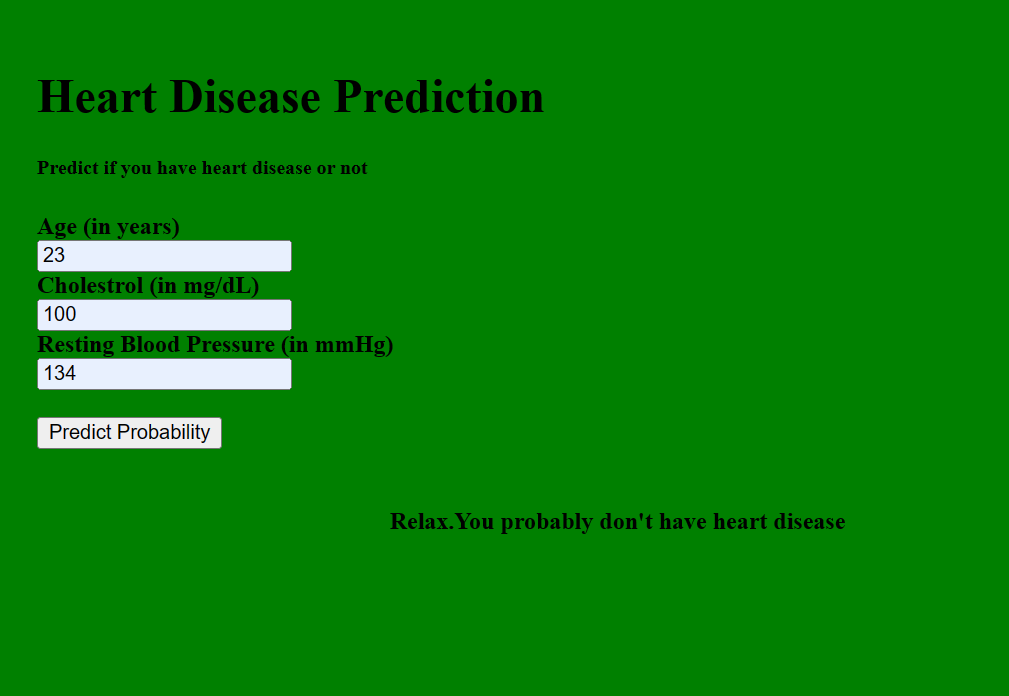 Heart Disease Prediction
Predict if you have heart disease or not
Age (in years)
23
Cholestrol (in mg/dL)
100
Resting Blood Pressure (in mmHg)
134
Predict Probability
Relax.You probably don't have heart disease